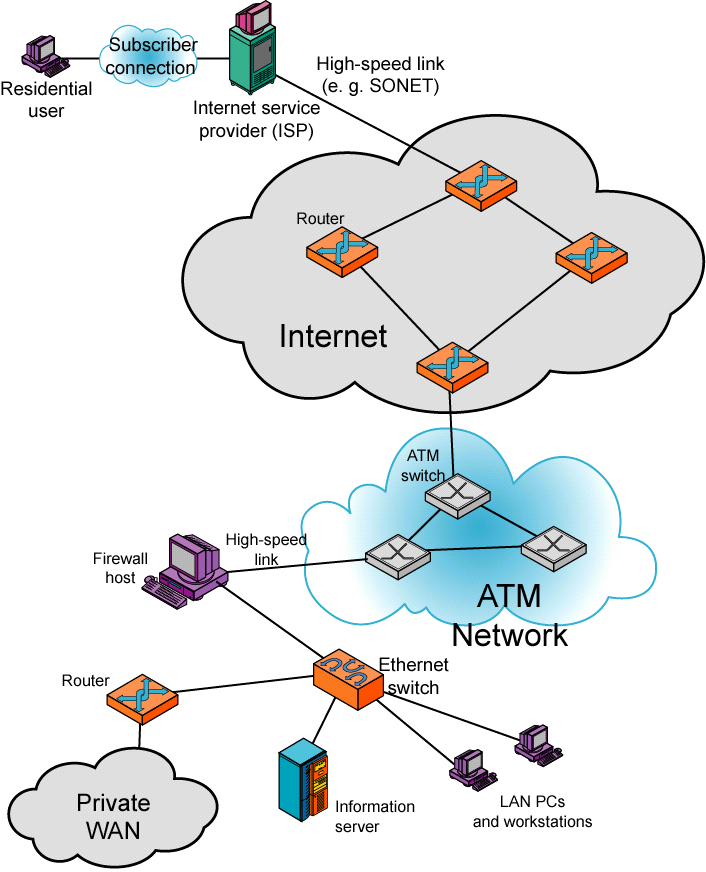 Subscriber
connection
Residential
user
Internet service
provider (ISP)
High-speed link
(e. g. SONET)
Router
Internet
ATM
switch
High-speed
link
Firewall
host
ATM
Network
Ethernet
switch
Router
Private
WAN
Information
server
LAN PCs
and workstations